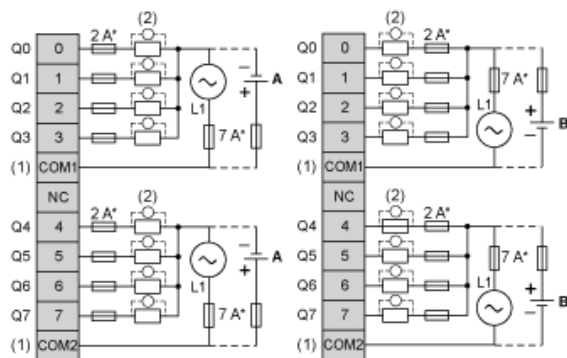 (2) (2)
Q0 0 2 A* Q0 0 2 A*
Q1 1 − A Q1 1
Q2 2 + Q2 2 7 A* +
Q3 3 L1 7 A* Q3 3 L1 − B
(1) COM1 (1) COM1
NC NC
(2) (2)
Q4 4 2 A* Q4 4 2 A*
Q5 5 − A Q5 5
Q6 6 + Q6 6 7 A* +
Q7 7 L1 7 A* Q7 7 L1 − B
(1) COM2 (1) COM2